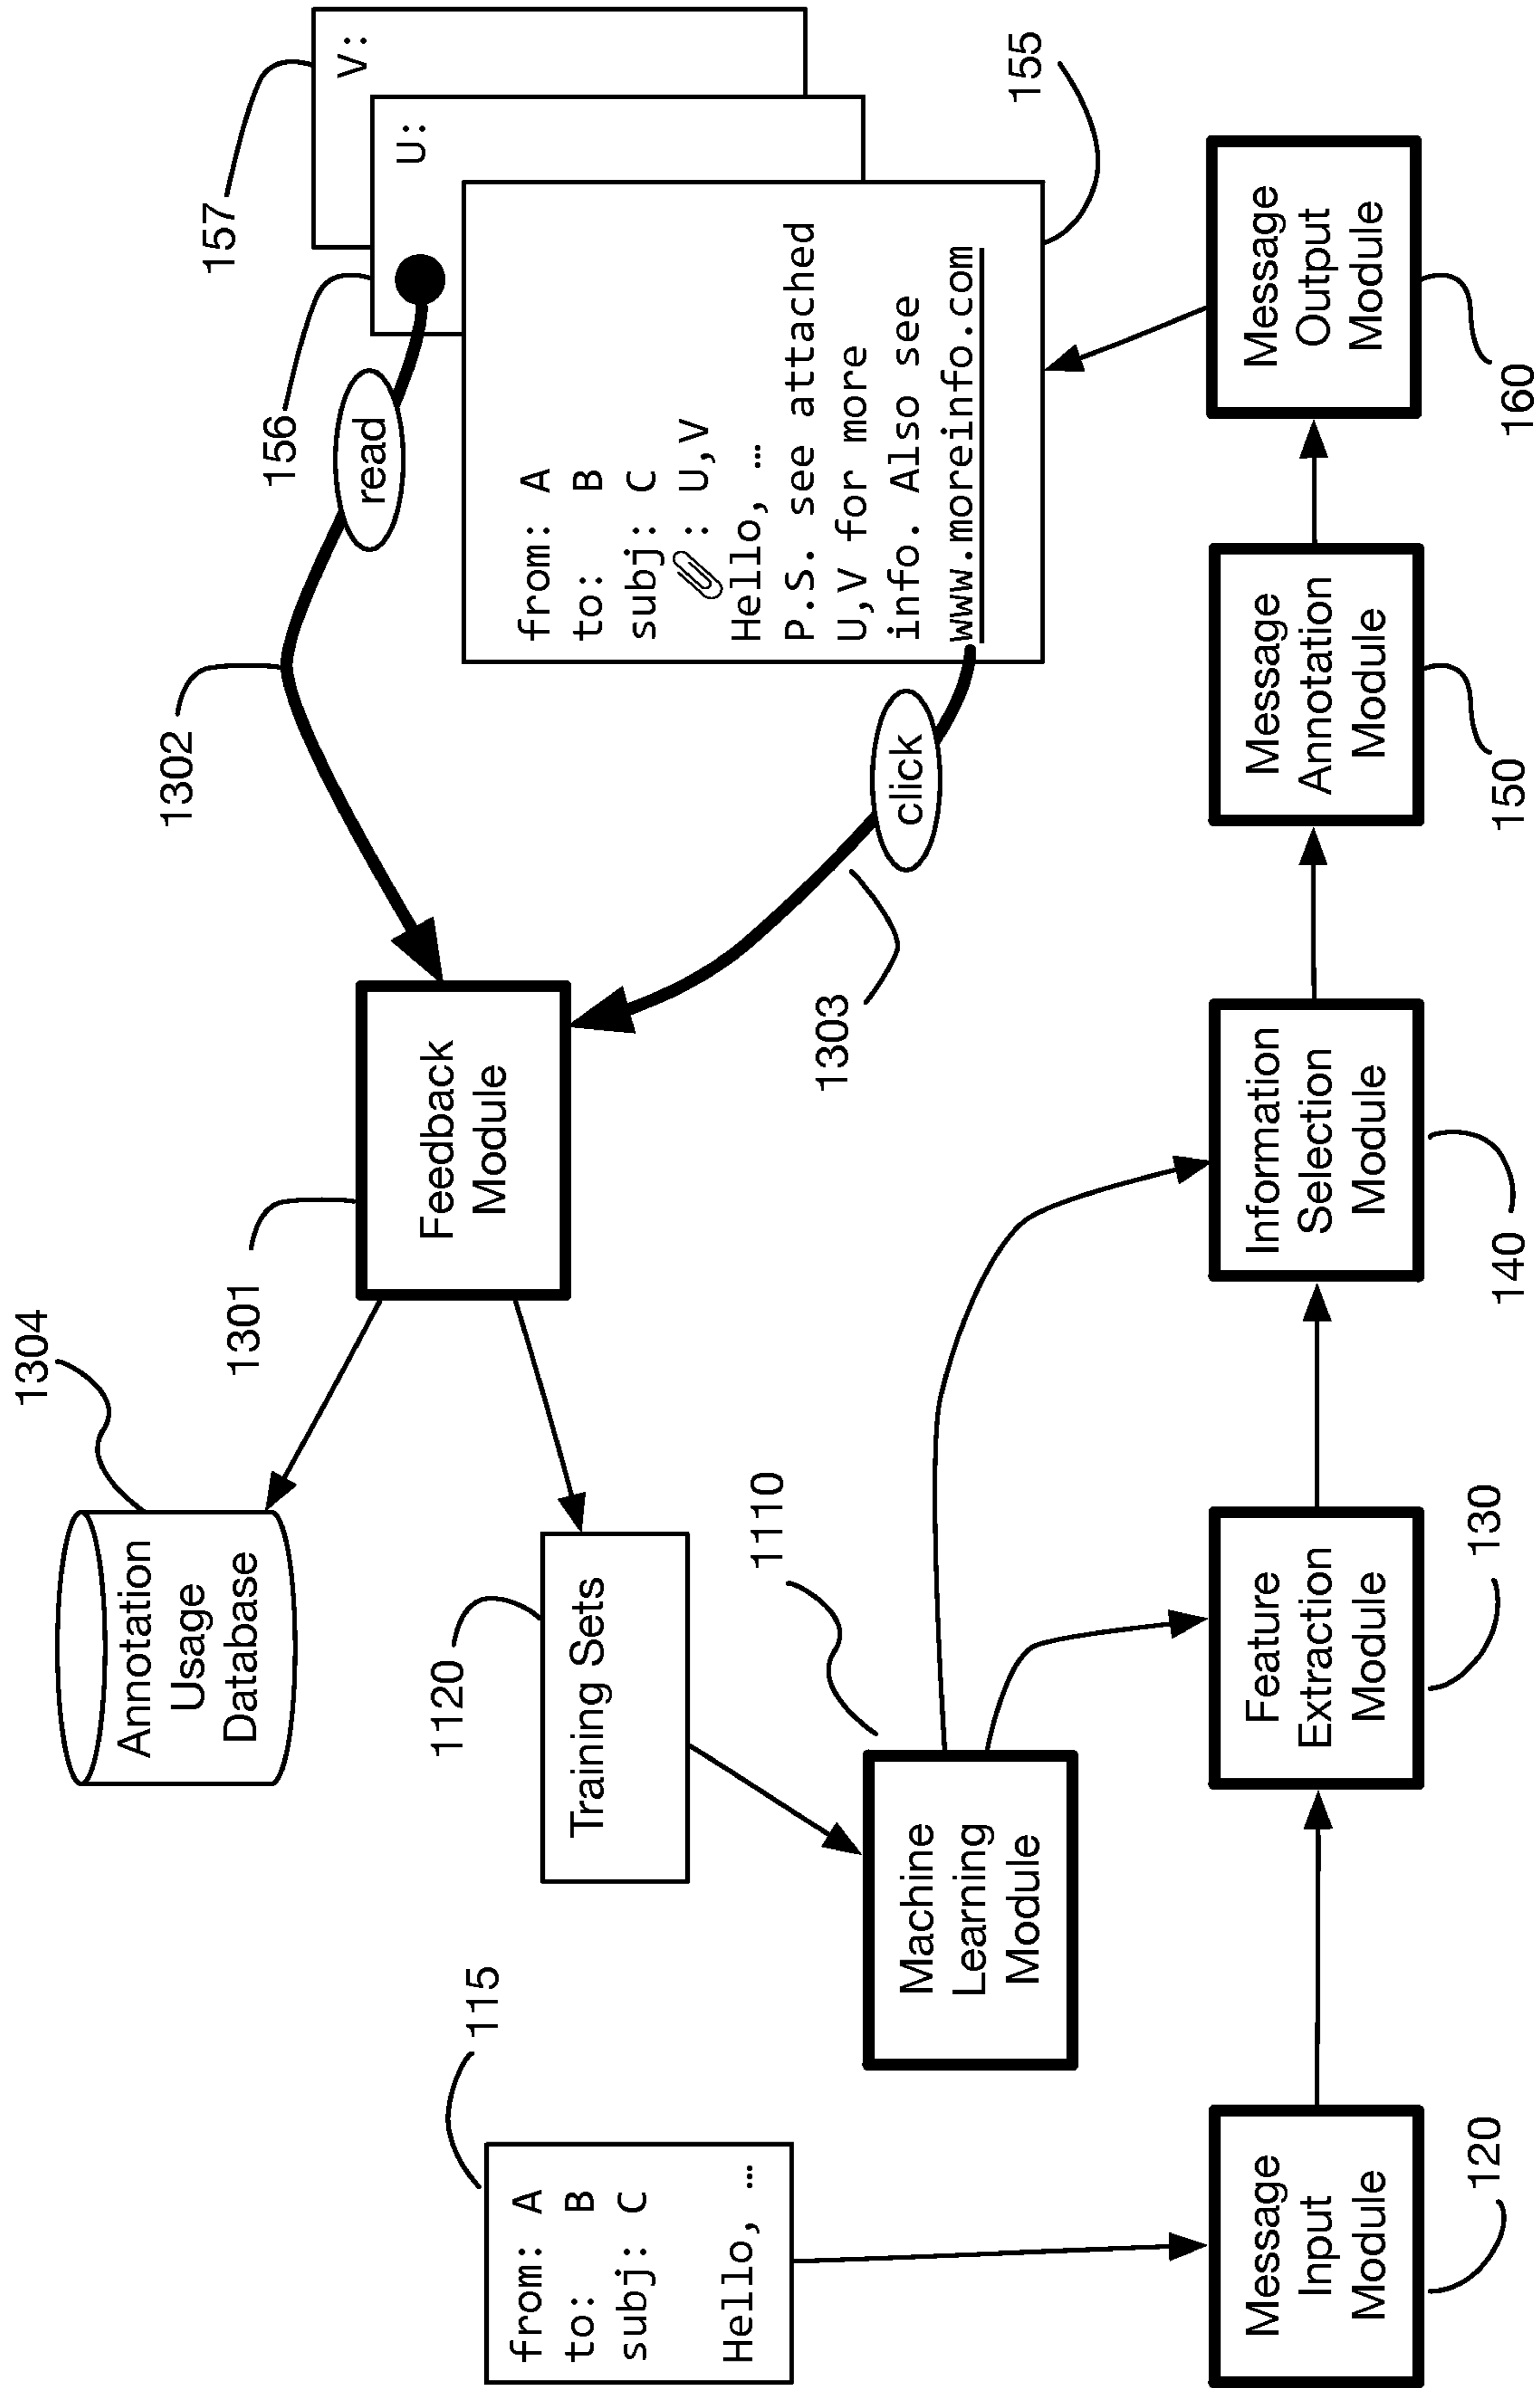 1304
Annotation
Usage
Database
1301
Feedback
Module
1302
read
156
157
V:
U:
from: A
to: B
subj: C
: U,V
Hello, …
P.S. see attached
U,V for more
info. Also see
www.moreinfo.com
155
click
1303
1120
Training Sets
1110
Machine
Learning
Module
115
from: A
to: B
subj: C
Hello, …
Message
Input
Module
120
Feature
Extraction
Module
130
Information
Selection
Module
140
Message
Annotation
Module
150
Message
Output
Module
160